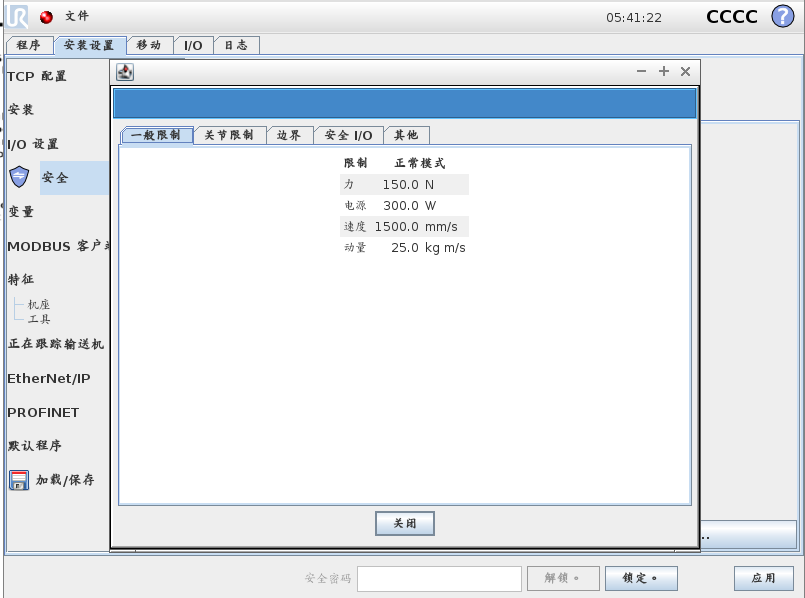 UR 文件 05:41:22 CCCC ?
程序 安装设置 移动 I/O 日志
TCP 配置
安装
I/O 设置
安全
变量
MODBUS 客户
特征
机座
工具
正在跟踪输送机
EtherNet/IP
PROFINET
默认程序
加载/保存
一般限制 关节限制 边界 安全 I/O 其他
限制 正常模式
力 150.0 N
电源 300.0 W
速度 1500.0 mm/s
动量 25.0 kg m/s
关闭
..
安全密码 解锁。 锁定。 应用